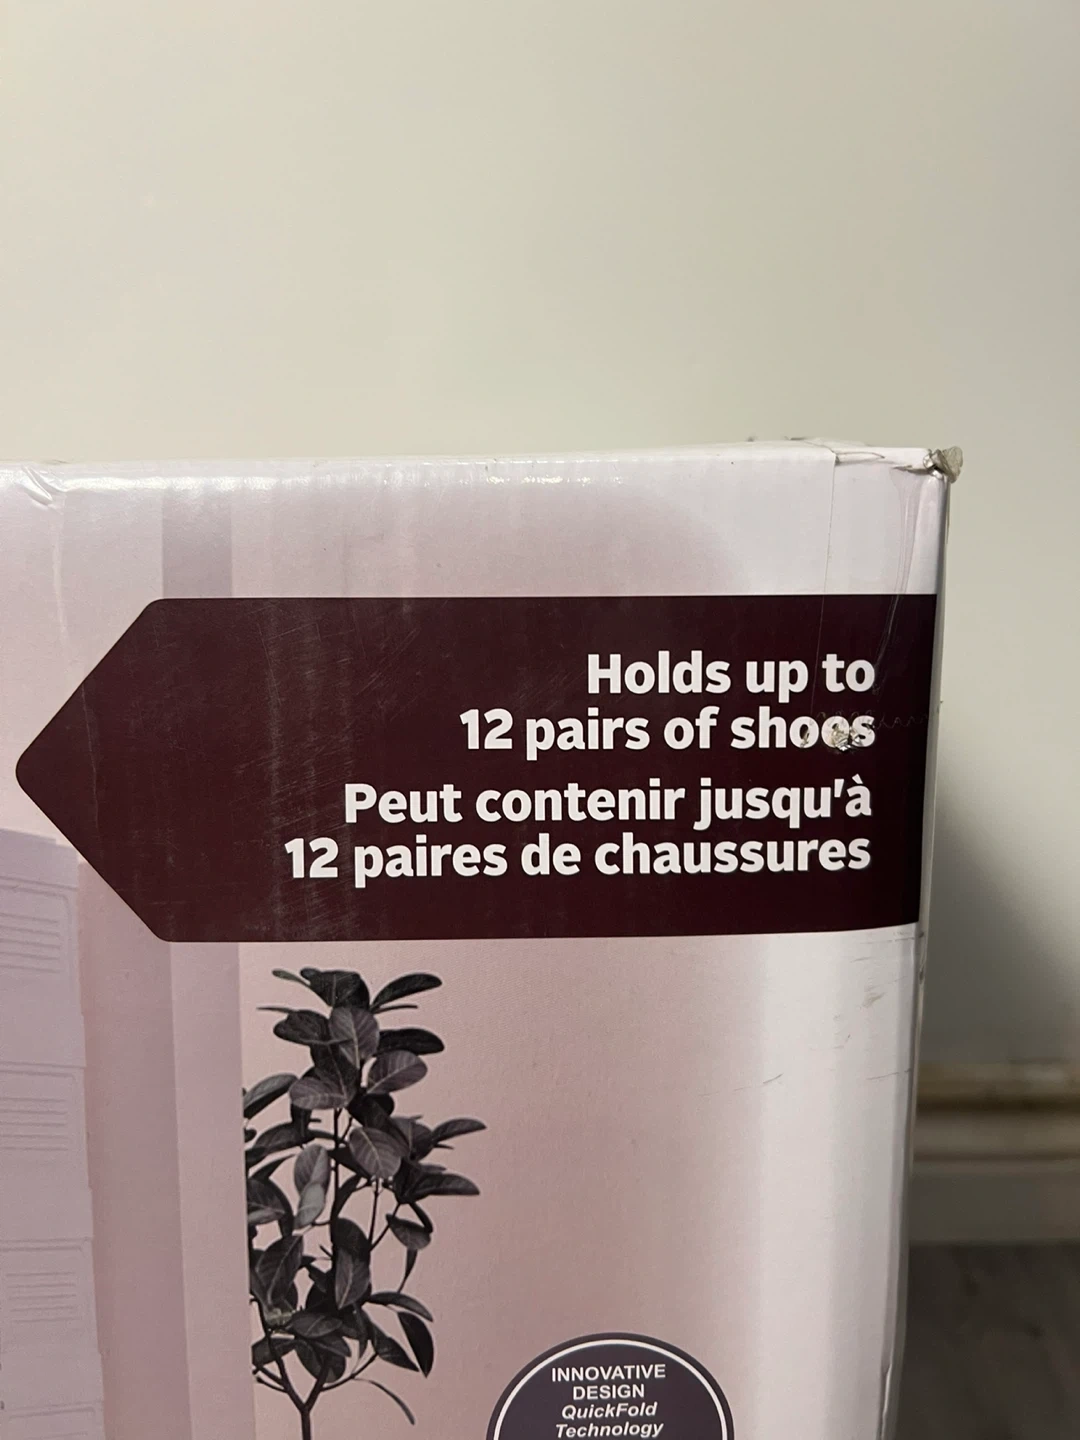 Holds up to
12 pairs of shoes
Peut contenir jusqu'à
12 paires de chaussures
INNOVATIVE
DESIGN
QuickFold
Technology